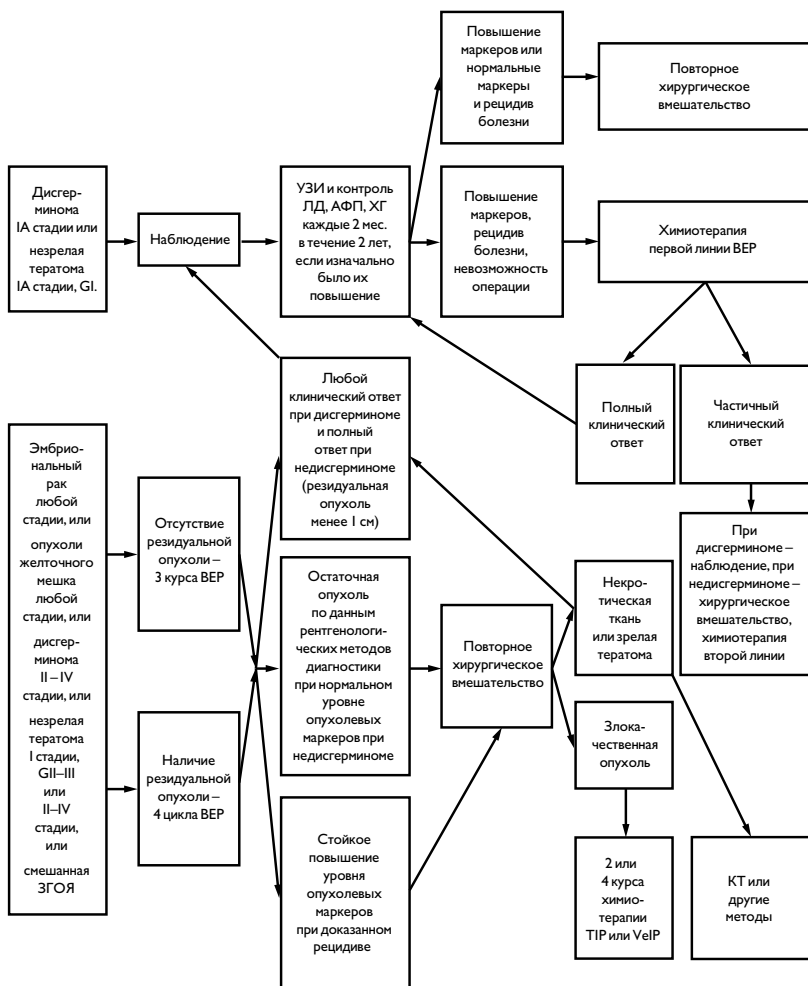 Повышение
маркеров или
нормальные
маркеры
и рецидив
болезни
Повторное
хирургическое
вмешательство
Дисгер-
минома
IA стадии или
незрелая
тератома
IA стадии, GI.
Наблюдение
УЗИ и контроль
ЛД, АФП, ХГ
каждые 2 мес.
в течение 2 лет,
если изначально
было их
повышение
Повышение
маркеров,
рецидив
болезни,
невозможность
операции
Химиотерапия
первой линии ВЕР
Любой
клинический ответ
при дисгерминоме
и полный
ответ при
недисгерминоме
(резидуальная
опухоль
менее 1 см)
Полный
клинический
ответ
Частичный
клинический
ответ
Эмбрио-
нальный
рак
любой
стадии, или
опухоли
желточного
мешка
любой
стадии, или
дисгер-
минома
II – IV
стадии, или
незрелая
тератома
I стадии,
GII–III
или
II–IV
стадии,
или
смешанная
ЗГОЯ
Отсутствие
резидуальной
опухоли –
3 курса ВЕР
Остаточная
опухоль
по данным
рентгенологи-
ческих методов
диагностики
при нормальном
уровне
опухолевых
маркеров при
недисгерминоме
Повторное
хирургическое
вмешательство
Некро-
тическая
ткань
или зрелая
тератома
При
дисгерминоме –
наблюдение, при
недисгерминоме –
хирургическое
вмешательство,
химиотерапия
второй линии
Наличие
резидуальной
опухоли –
4 цикла ВЕР
Злока-
чественная
опухоль
Стойкое
повышение
уровня
опухолевых
маркеров
при доказанном
рецидиве
2 или
4 курса
химио-
терапии
TIP или VeIP
КТ или
другие
методы